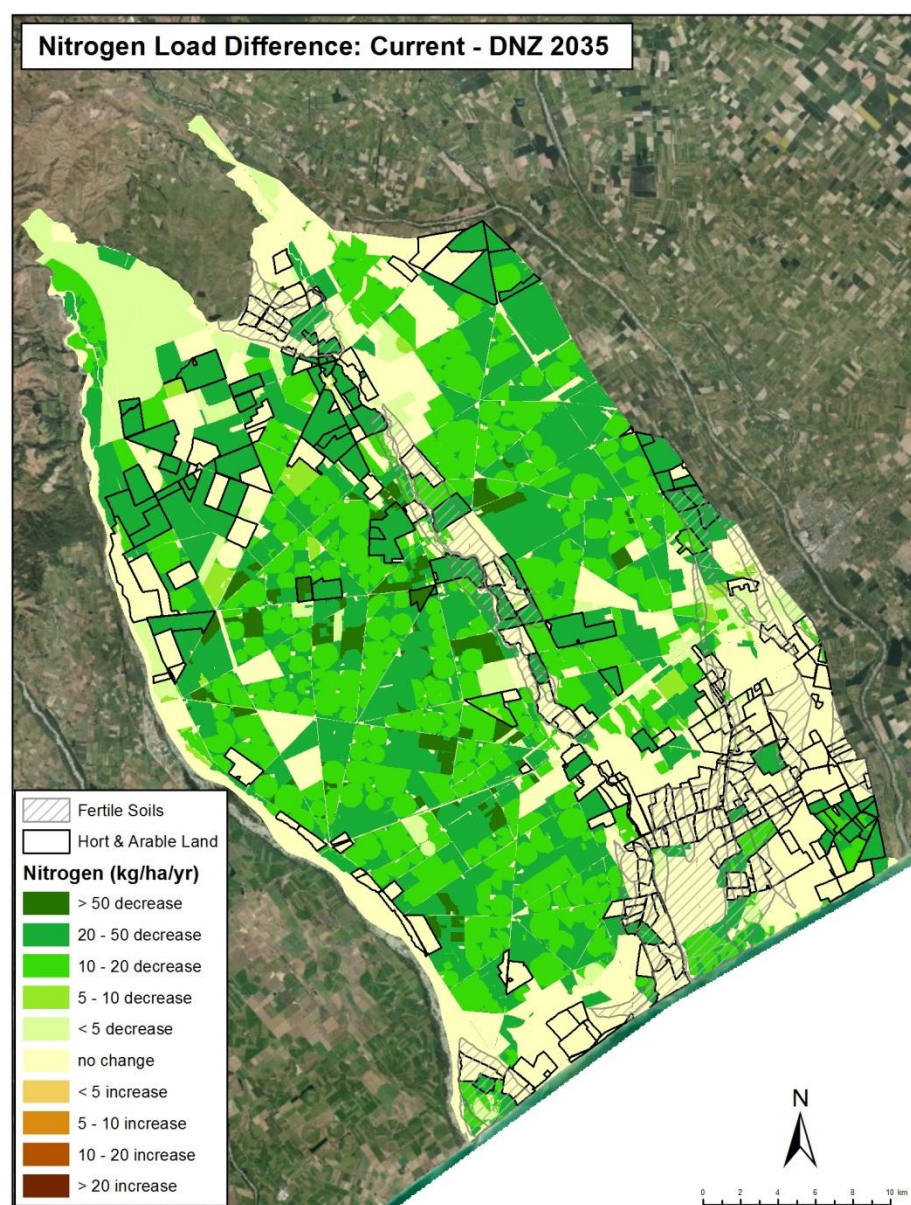 Nitrogen Load Difference: Current - DNZ 2035
Fertile Soils
Hort & Arable Land
Nitrogen (kg/ha/yr)
> 50 decrease
20 - 50 decrease
10 - 20 decrease
5 - 10 decrease
< 5 decrease
no change
< 5 increase
5 - 10 increase
10 - 20 increase
> 20 increase
N
0 2 4 6 8 10 km